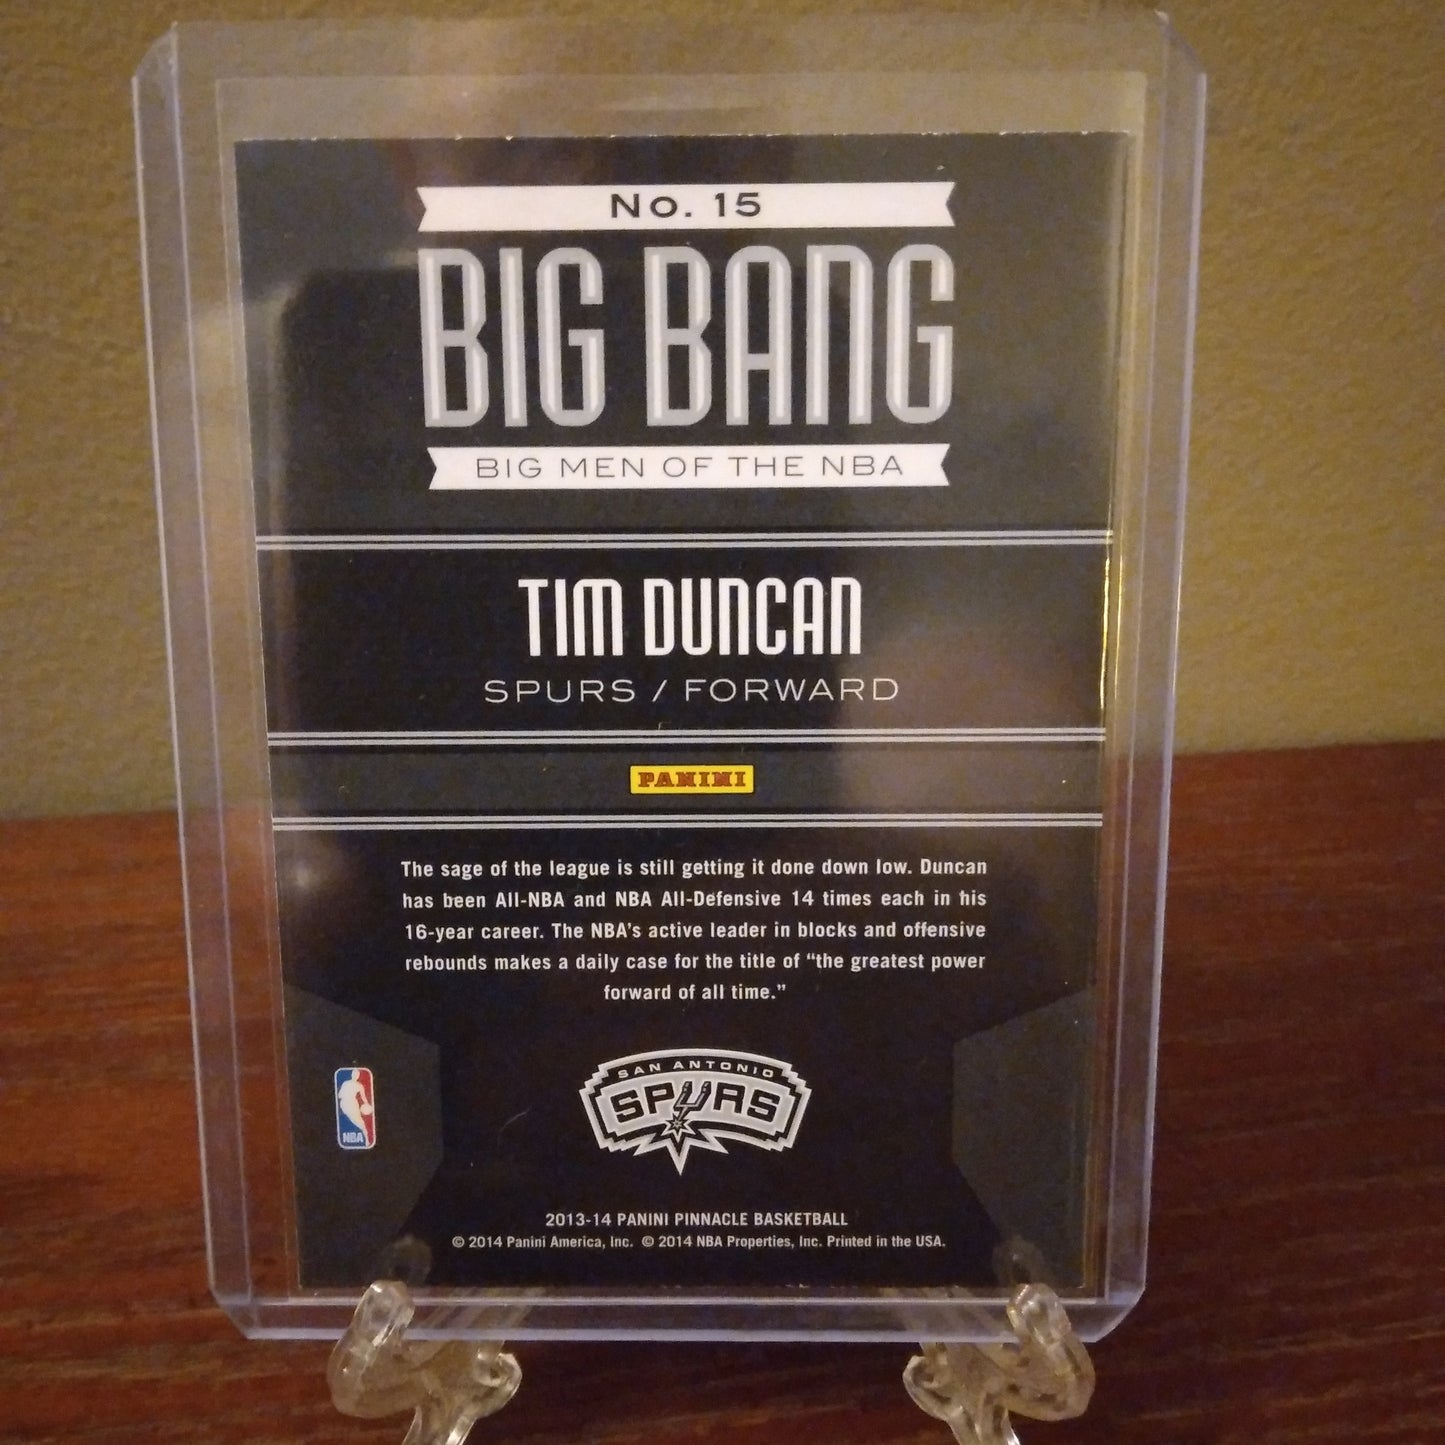 No. 15
BIG BANG
BIG MEN OF THE NBA
TIM DUNCAN
SPURS / FORWARD
PANINI
The sage of the league is still getting it done down low. Duncan
has been All-NBA and NBA All-Defensive 14 times each in his
16-year career. The NBA's active leader in blocks and offensive
rebounds makes a daily case for the title of “the greatest power
forward of all time.”
SAN ANTONIO
SPURS
NBA
2013-14 PANINI PINNACLE BASKETBALL
© 2014 Panini America, Inc. © 2014 NBA Properties, Inc. Printed in the USA.